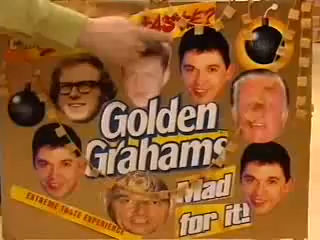 Golden
Grahams
Mad
for it!
EXTREME TASTE EXPERIENCE